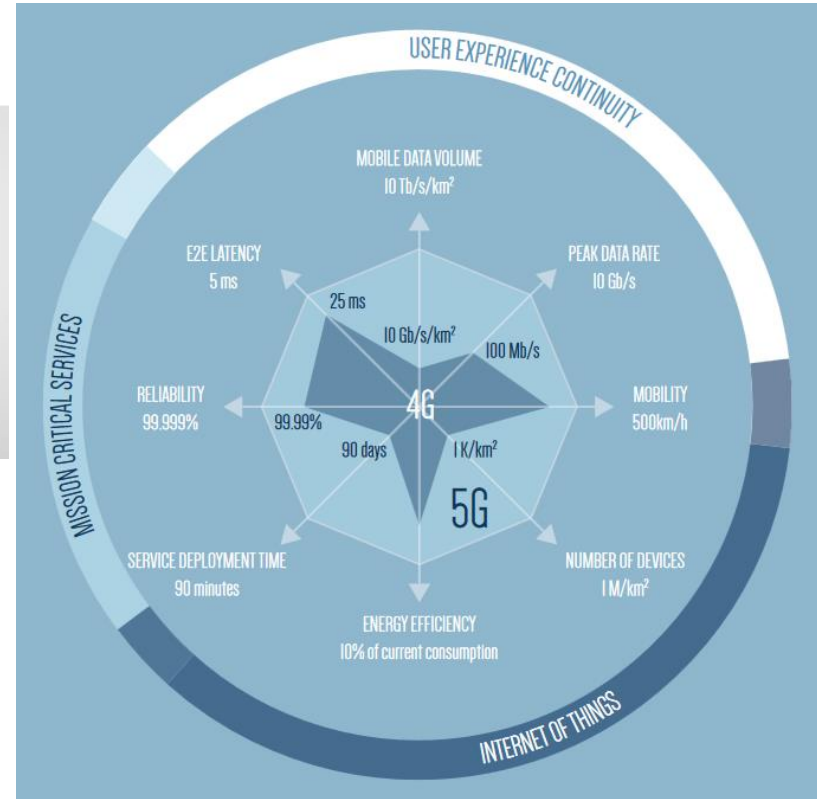 USER EXPERIENCE CONTINUITY
MOBILE DATA VOLUME
10 Tb/s/km²
E2E LATENCY
5 ms
PEAK DATA RATE
10 Gb/s
25 ms
10 Gb/s/km²
100 Mb/s
RELIABILITY
99.999%
4G
MOBILITY
500km/h
99.99%
90 days
1 K/km²
5G
MISSION CRITICAL SERVICES
SERVICE DEPLOYMENT TIME
90 minutes
NUMBER OF DEVICES
1 M/km²
ENERGY EFFICIENCY
10% of current consumption
INTERNET OF THINGS